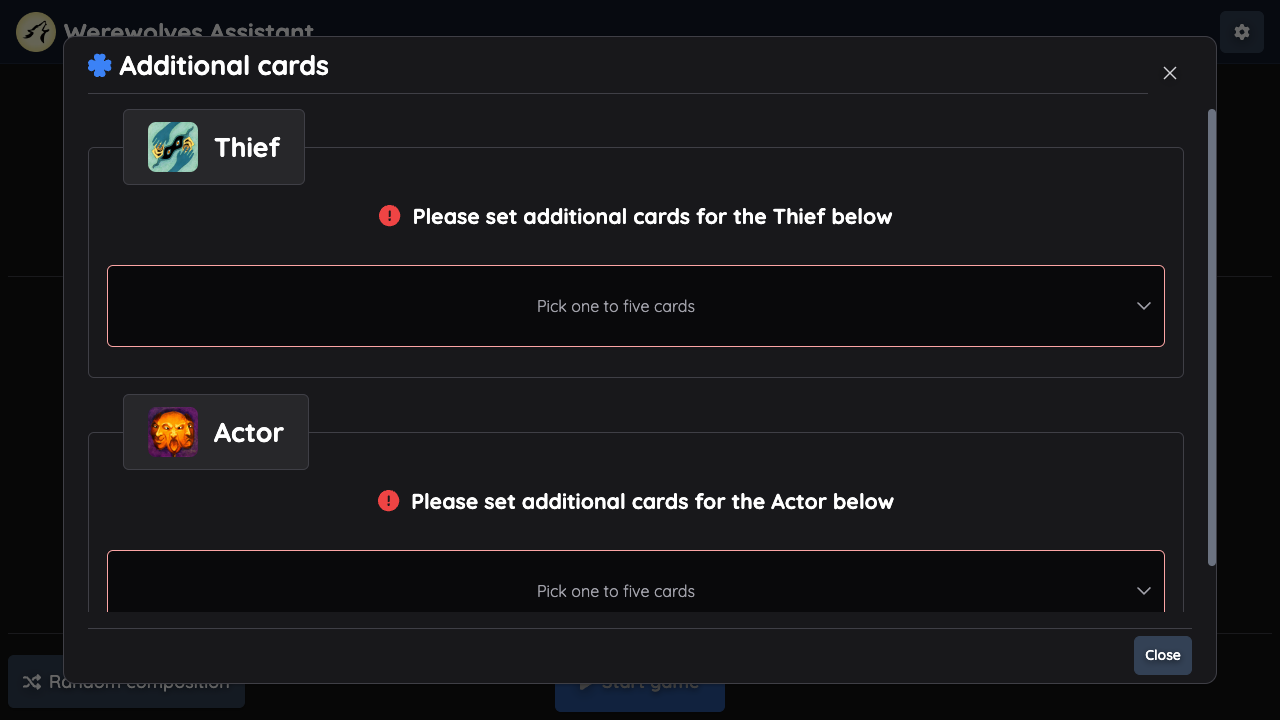 Werewolves Assistant
Additional cards
Thief
Please set additional cards for the Thief below
Pick one to five cards
Actor
Please set additional cards for the Actor below
Pick one to five cards
Close
Random composition
Start game